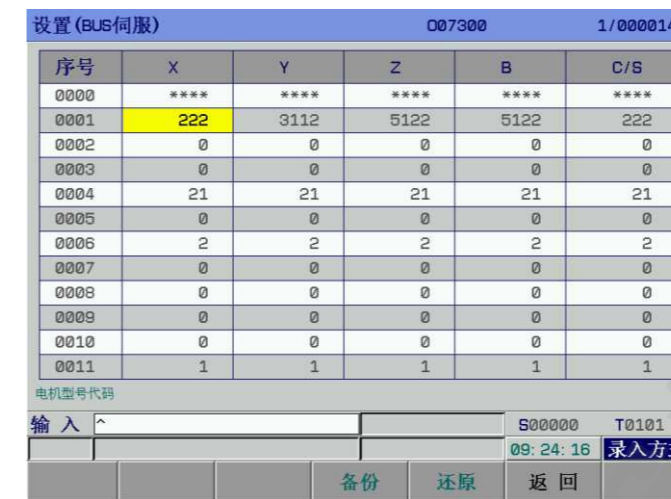 设置(BUS伺服) O07300 1/000014
序号 X Y Z B C/S
0000 **** **** **** **** ****
0001 222 3112 5122 5122 222
0002 0 0 0 0 0
0003 0 0 0 0 0
0004 21 21 21 21 21
0005 0 0 0 0 0
0006 2 2 2 2 2
0007 0 0 0 0 0
0008 0 0 0 0 0
0009 0 0 0 0 0
0010 0 0 0 0 0
0011 1 1 1 1 1
电机型号代码
输入 ^ S00000 T0101
09:24:16 录入方
备份 还原 返回